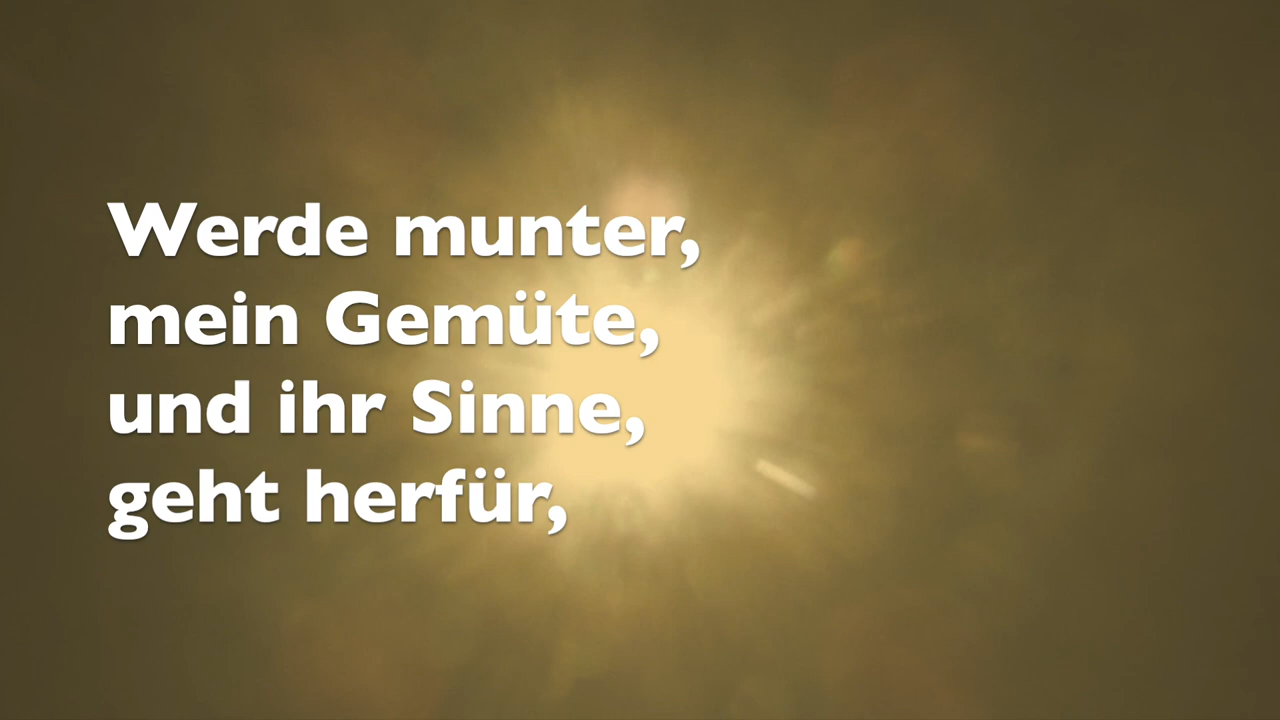 Werde munter,
mein Gemüte,
und ihr Sinne,
geht herfür,